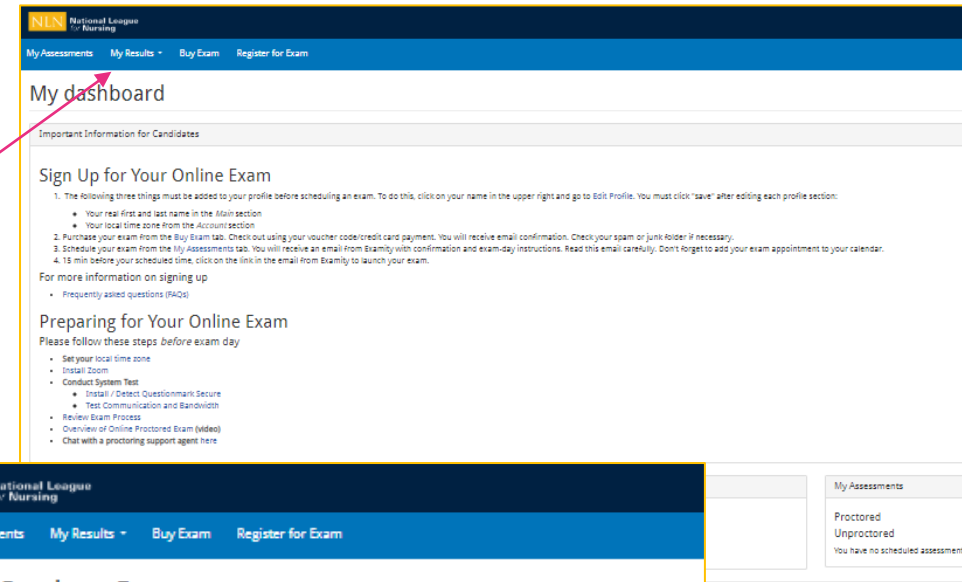 NLN National League
for Nursing
My Assessments My Results Buy Exam Register for Exam
My dashboard
Important Information for Candidates
Sign Up for Your Online Exam
1. The following three things must be added to your profile before scheduling an exam. To do this, click on your name in the upper right and go to Edit Profile. You must click "save" after editing each profile section:
• Your real first and last name in the Main section
• Your local time zone from the Account section
2. Purchase your exam from the Buy Exam tab. Check out using your voucher code/credit card payment. You will receive email confirmation. Check your spam or junk folder if necessary.
3. Schedule your exam from the My Assessments tab. You will receive an email from Examity with confirmation and exam-day instructions. Read this email carefully. Don't forget to add your exam appointment to your calendar.
4. 15 min before your scheduled time, click on the link in the email from Examity to launch your exam.
For more information on signing up
• Frequently asked questions (FAQs)
Preparing for Your Online Exam
Please follow these steps before exam day
• Set your local time zone
• Install Zoom
• Conduct System Test
• Install / Detect Questionmark Secure
• Test Communication and Bandwidth
• Review Exam Process
• Overview of Online Proctored Exam (video)
• Chat with a proctoring support agent here
My Assessments
Proctored
Unproctored
You have no scheduled assessment
ational League
Nursing
ents My Results Buy Exam Register for Exam